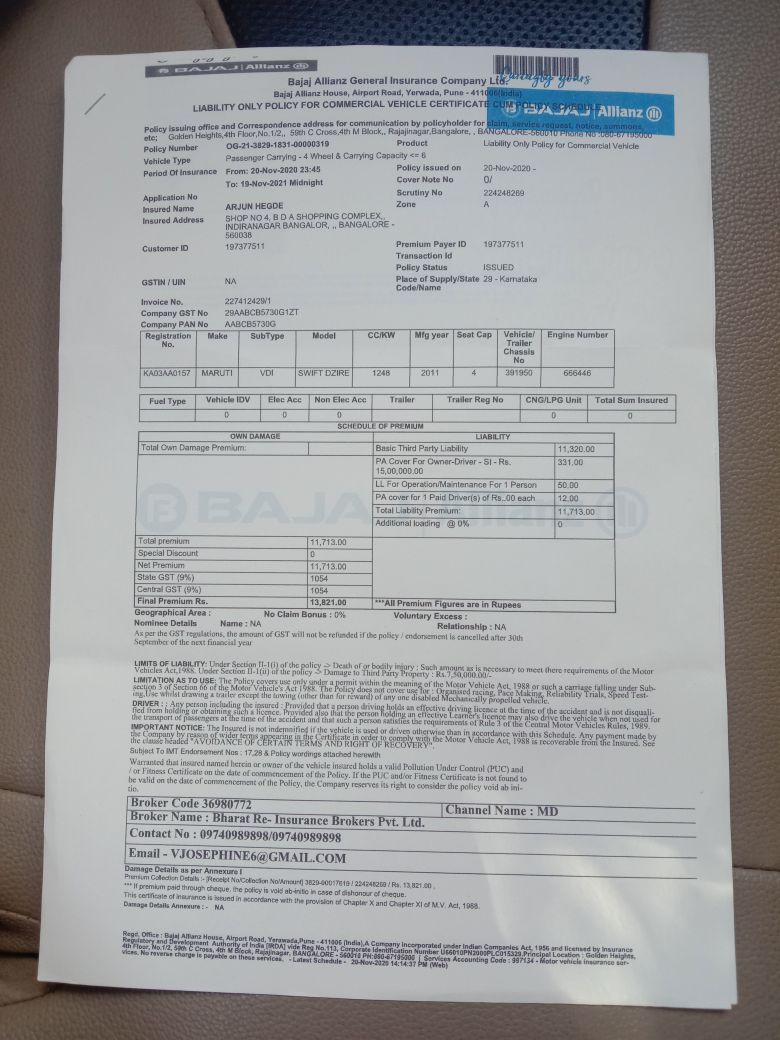 BAJAJ | Allianz
Caringly yours
Bajaj Allianz General Insurance Company Ltd.
Bajaj Allianz House, Airport Road, Yerwada, Pune - 411006(India)
LIABILITY ONLY POLICY FOR COMMERCIAL VEHICLE CERTIFICATE CUM POLICY SCHEDULE
BAJAJ | Allianz
Policy issuing office and Correspondence address for communication by policyholder for claim, service request, notice, summons,
etc; Golden Heights,4th Floor,No.1/2,, 59th C Cross,4th M Block,, Rajajinagar,Bangalore, , BANGALORE-560010 Phone No :080-67195000
Policy Number OG-21-3829-1831-00000319 Product Liability Only Policy for Commercial Vehicle
Vehicle Type Passenger Carrying - 4 Wheel & Carrying Capacity <= 6
Period Of Insurance From: 20-Nov-2020 23:45 Policy issued on 20-Nov-2020 -
To: 19-Nov-2021 Midnight Cover Note No 0/
Application No Scrutiny No 224248269
Insured Name ARJUN HEGDE Zone A
Insured Address SHOP NO 4, B D A SHOPPING COMPLEX,,
INDIRANAGAR BANGALOR, ,, BANGALORE -
560038
Customer ID 197377511 Premium Payer ID 197377511
Transaction Id
Policy Status ISSUED
GSTIN / UIN NA Place of Supply/State 29 - Karnataka
Code/Name
Invoice No. 227412429/1
Company GST No 29AABCB5730G1ZT
Company PAN No AABCB5730G
Registration No. Make SubType Model CC/KW Mfg year Seat Cap Vehicle/ Trailer Chassis No Engine Number
KA03AA0157 MARUTI VDI SWIFT DZIRE 1248 2011 4 391950 666446
Fuel Type Vehicle IDV Elec Acc Non Elec Acc Trailer Trailer Reg No CNG/LPG Unit Total Sum Insured
0 0 0 0 0
SCHEDULE OF PREMIUM
OWN DAMAGE LIABILITY
Total Own Damage Premium: Basic Third Party Liability 11,320.00
PA Cover For Owner-Driver - SI - Rs. 331.00
15,00,000.00
LL For Operation/Maintenance For 1 Person 50.00
PA cover for 1 Paid Driver(s) of Rs..00 each 12.00
Total Liability Premium: 11,713.00
Additional loading @ 0% 0
BAJAJ Allianz
Total premium 11,713.00
Special Discount 0
Net Premium 11,713.00
State GST (9%) 1054
Central GST (9%) 1054
Final Premium Rs. 13,821.00 ***All Premium Figures are in Rupees
Geographical Area : No Claim Bonus : 0% Voluntary Excess :
Nominee Details Name : NA Relationship : NA
As per the GST regulations, the amount of GST will not be refunded if the policy / endorsement is cancelled after 30th
September of the next financial year
LIMITS OF LIABILITY: Under Section II-1(i) of the policy -> Death of or bodily injury : Such amount as is necessary to meet there requirements of the Motor
Vehicles Act,1988. Under Section II-1(ii) of the policy -> Damage to Third Party Property : Rs.7,50,000.00/-.
LIMITATION AS TO USE: The Policy covers use only under a permit within the meaning of the Motor Vehicle Act, 1988 or such a carriage falling under Sub-
section 3 of Section 66 of the Motor Vehicle's Act 1988. The Policy does not cover use for : Organised racing, Pace Making, Reliability Trials, Speed Test-
ing,Use whilst drawing a trailer except the towing (other than for reward) of any one disabled Mechanically propelled vehicle.
DRIVER : ; Any person including the insured : Provided that a person driving holds an effective driving licence at the time of the accident and is not disquali-
fied from holding or obtaining such a licence. Provided also that the person holding an effective Learner's licence may also drive the vehicle when not used for
the transport of passengers at the time of the accident and that such a person satisfies the requirements of Rule 3 of the Central Motor Vehicles Rules, 1989.
IMPORTANT NOTICE: The Insured is not indemnified if the vehicle is used or driven otherwise than in accordance with this Schedule. Any payment made by
the Company by reason of wider terms appearing in the Certificate in order to comply with the Motor Vehicle Act, 1988 is recoverable from the Insured. See
the clause headed "AVOIDANCE OF CERTAIN TERMS AND RIGHT OF RECOVERY".
Subject To IMT Endorsement Nos : 17,28 & Policy wordings attached herewith
Warranted that insured named herein or owner of the vehicle insured holds a valid Pollution Under Control (PUC) and
/ or Fitness Certificate on the date of commencement of the Policy. If the PUC and/or Fitness Certificate is not found to
be valid on the date of commencement of the Policy, the Company reserves its right to consider the policy void ab ini-
tio.
Broker Code 36980772 Channel Name : MD
Broker Name : Bharat Re- Insurance Brokers Pvt. Ltd.
Contact No : 09740989898/09740989898
Email - VJOSEPHINE6@GMAIL.COM
Damage Details as per Annexure I
Premium Collection Details :- [Receipt No/Collection No/Amount] 3829-00017619 / 224248269 / Rs. 13,821.00 ,
*** If premium paid through cheque, the policy is void ab-initio in case of dishonour of cheque.
This certificate of insurance is issued in accordance with the provision of Chapter X and Chapter XI of M.V. Act, 1988.
Damage Details Annexure : - NA
Regd. Office : Bajaj Allianz House, Airport Road, Yerawada,Pune - 411006 (India),A Company incorporated under Indian Companies Act, 1956 and licensed by Insurance
Regulatory and Development Authority of India [IRDA] vide Reg No.113, Corporate Identification Number U66010PN2000PLC015329,Principal Location : Golden Heights,
4th Floor, No.1/2, 59th C Cross, 4th M Block, Rajajinagar, BANGALORE - 560010 PH:080-67195000 | Services Accounting Code : 997134 - Motor vehicle insurance ser-
vices. No reverse charge is payable on these services. - Latest Schedule - 20-Nov-2020 14:14:37 PM (Web)